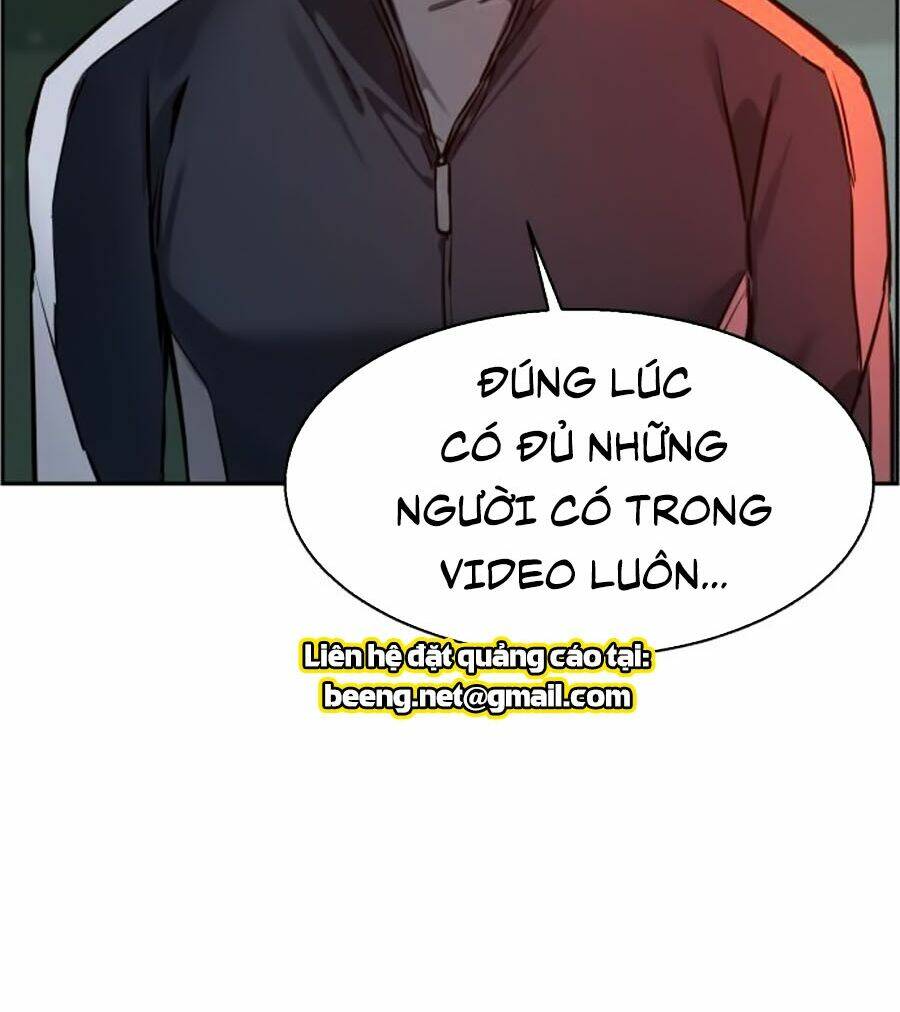 ĐÚNG LÚC
CÓ ĐỦ NHỮNG
NGƯỜI CÓ TRONG
VIDEO LUÔN...
Liên hệ đặt quảng cáo tại:
beeng.net@gmail.com